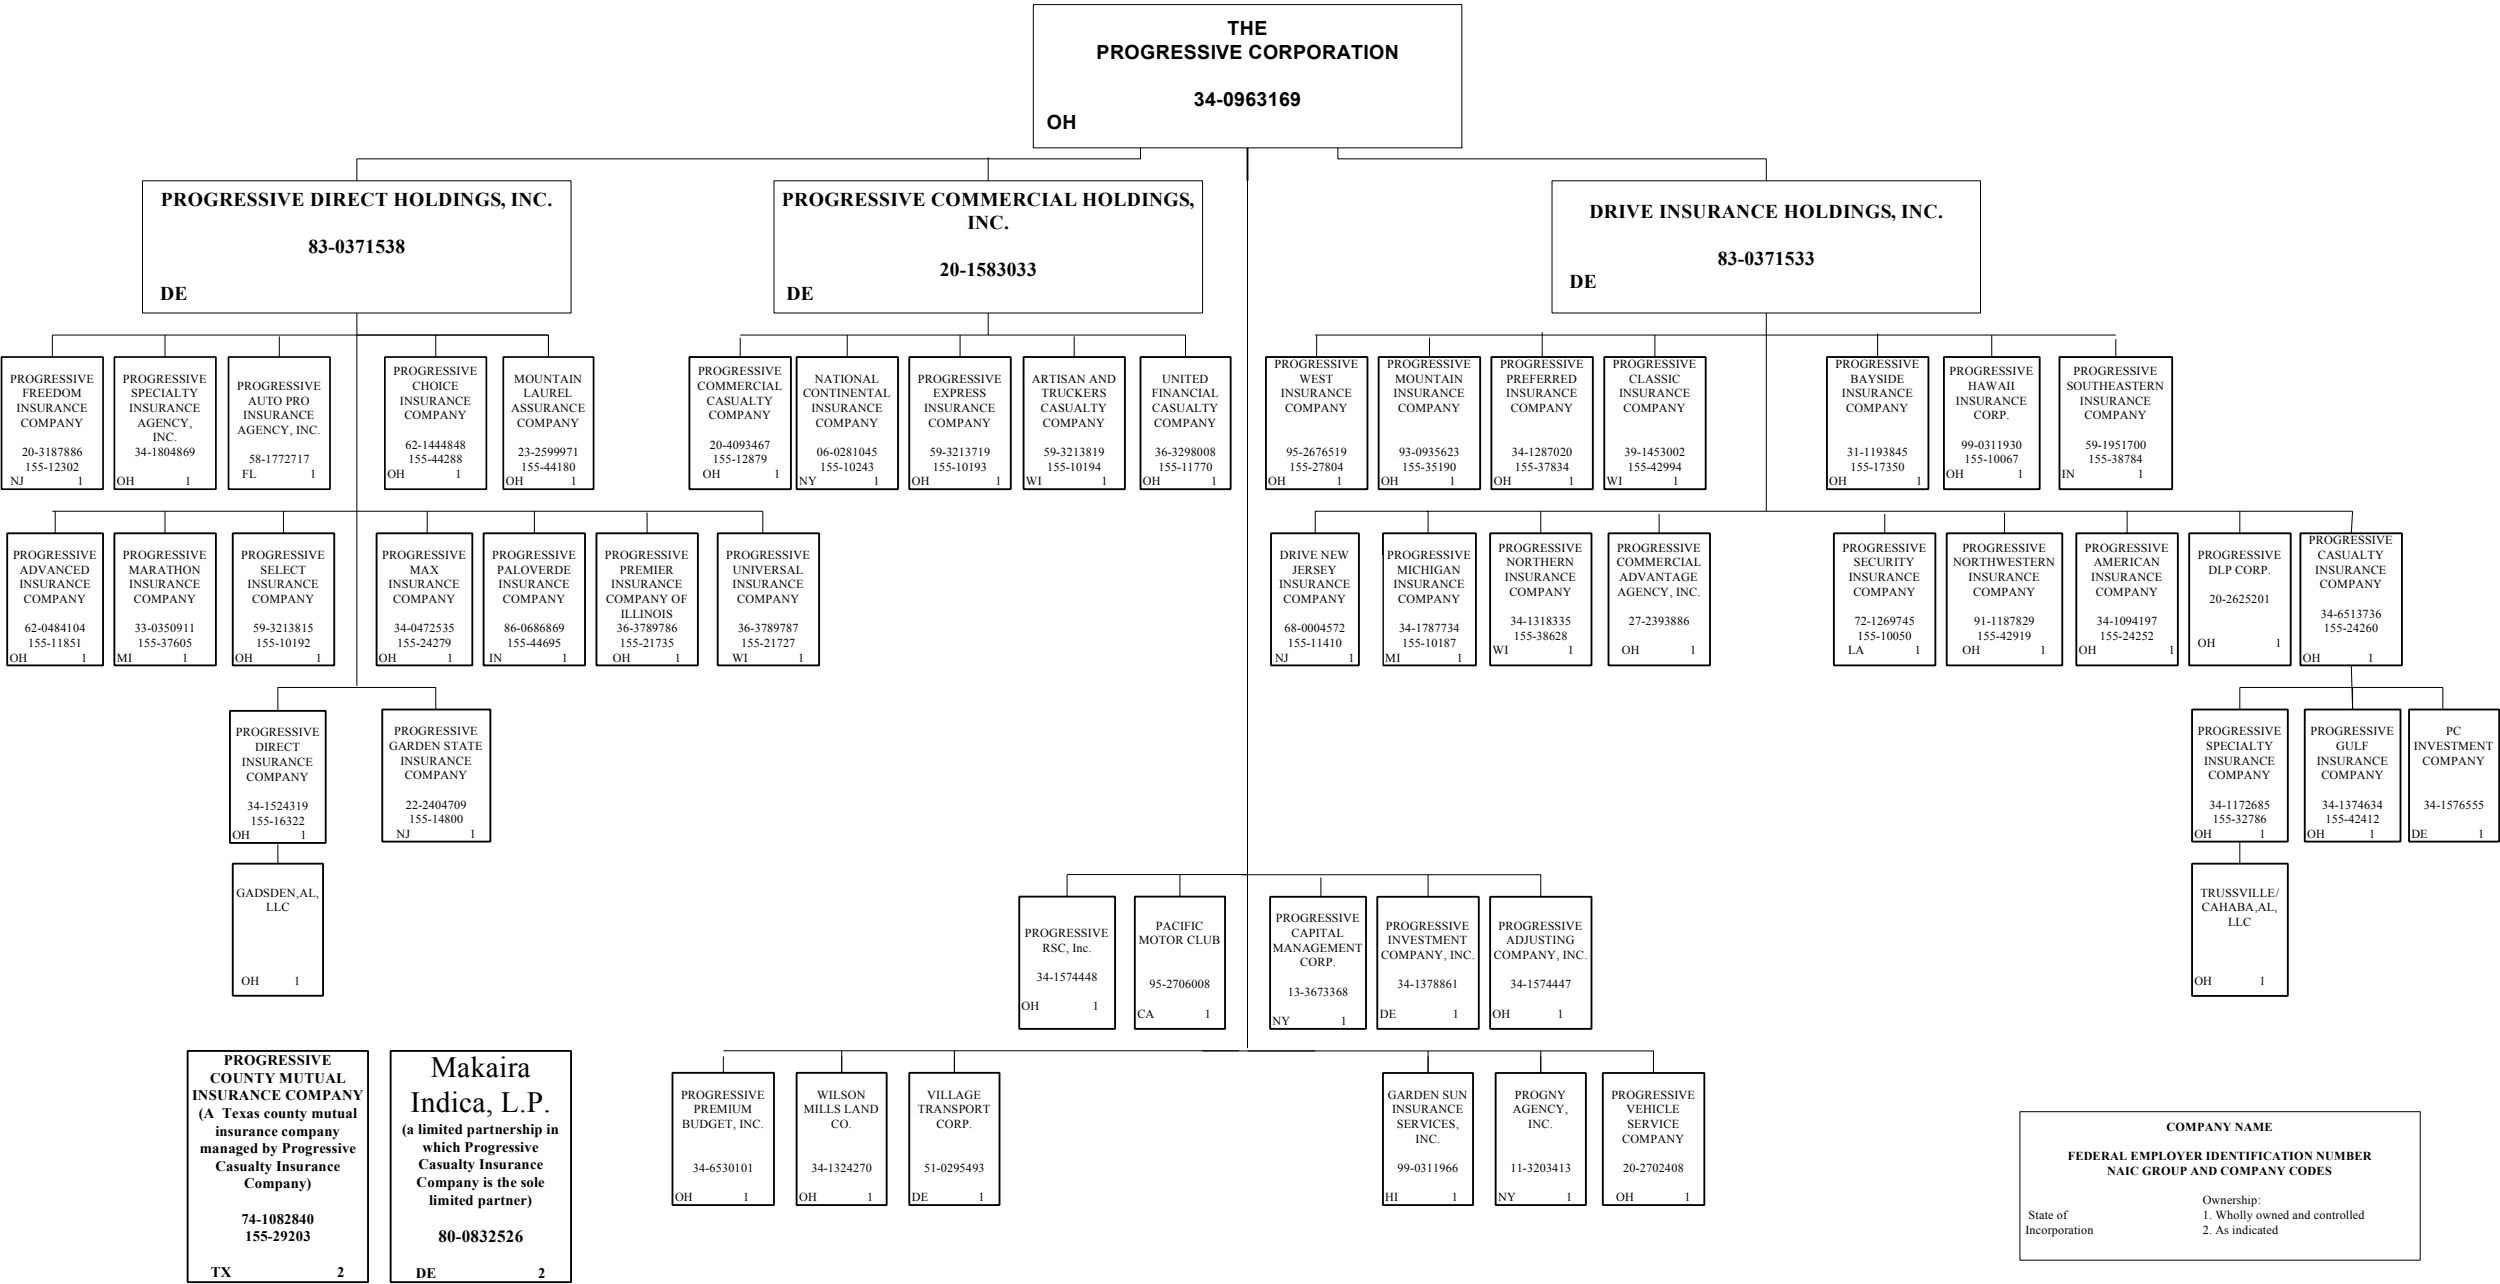 THE
PROGRESSIVE CORPORATION
34-0963169
OH
PROGRESSIVE DIRECT HOLDINGS, INC.
83-0371538
DE
PROGRESSIVE COMMERCIAL HOLDINGS,
INC.
20-1583033
DE
DRIVE INSURANCE HOLDINGS, INC.
83-0371533
DE
PROGRESSIVE
FREEDOM
INSURANCE
COMPANY
20-3187886
155-12302
NJ 1
PROGRESSIVE
SPECIALTY
INSURANCE
AGENCY,
INC.
34-1804869
OH 1
PROGRESSIVE
AUTO PRO
INSURANCE
AGENCY, INC.
58-1772717
FL 1
PROGRESSIVE
CHOICE
INSURANCE
COMPANY
62-1444848
155-44288
OH 1
MOUNTAIN
LAUREL
ASSURANCE
COMPANY
23-2599971
155-44180
OH 1
PROGRESSIVE
COMMERCIAL
CASUALTY
COMPANY
20-4093467
155-12879
OH 1
NATIONAL
CONTINENTAL
INSURANCE
COMPANY
06-0281045
155-10243
NY 1
PROGRESSIVE
EXPRESS
INSURANCE
COMPANY
59-3213719
155-10193
OH 1
ARTISAN AND
TRUCKERS
CASUALTY
COMPANY
59-3213819
155-10194
WI 1
UNITED
FINANCIAL
CASUALTY
COMPANY
36-3298008
155-11770
OH 1
PROGRESSIVE
WEST
INSURANCE
COMPANY
95-2676519
155-27804
OH 1
PROGRESSIVE
MOUNTAIN
INSURANCE
COMPANY
93-0935623
155-35190
OH 1
PROGRESSIVE
PREFERRED
INSURANCE
COMPANY
34-1287020
155-37834
OH 1
PROGRESSIVE
CLASSIC
INSURANCE
COMPANY
39-1453002
155-42994
WI 1
PROGRESSIVE
BAYSIDE
INSURANCE
COMPANY
31-1193845
155-17350
OH 1
PROGRESSIVE
HAWAII
INSURANCE
CORP.
99-0311930
155-10067
OH 1
PROGRESSIVE
SOUTHEASTERN
INSURANCE
COMPANY
59-1951700
155-38784
IN 1
PROGRESSIVE
ADVANCED
INSURANCE
COMPANY
62-0484104
155-11851
OH 1
PROGRESSIVE
MARATHON
INSURANCE
COMPANY
33-0350911
155-37605
MI 1
PROGRESSIVE
SELECT
INSURANCE
COMPANY
59-3213815
155-10192
OH 1
PROGRESSIVE
MAX
INSURANCE
COMPANY
34-0472535
155-24279
OH 1
PROGRESSIVE
PALOVERDE
INSURANCE
COMPANY
86-0686869
155-44695
IN 1
PROGRESSIVE
PREMIER
INSURANCE
COMPANY OF
ILLINOIS
36-3789786
155-21735
OH 1
PROGRESSIVE
UNIVERSAL
INSURANCE
COMPANY
36-3789787
155-21727
WI 1
DRIVE NEW
JERSEY
INSURANCE
COMPANY
68-0004572
155-11410
NJ 1
PROGRESSIVE
MICHIGAN
INSURANCE
COMPANY
34-1787734
155-10187
MI 1
PROGRESSIVE
NORTHERN
INSURANCE
COMPANY
34-1318335
155-38628
WI 1
PROGRESSIVE
COMMERCIAL
ADVANTAGE
AGENCY, INC.
27-2393886
OH 1
PROGRESSIVE
SECURITY
INSURANCE
COMPANY
72-1269745
155-10050
LA 1
PROGRESSIVE
NORTHWESTERN
INSURANCE
COMPANY
91-1187829
155-42919
OH 1
PROGRESSIVE
AMERICAN
INSURANCE
COMPANY
34-1094197
155-24252
OH 1
PROGRESSIVE
DLP CORP.
20-2625201
OH 1
PROGRESSIVE
CASUALTY
INSURANCE
COMPANY
34-6513736
155-24260
OH 1
PROGRESSIVE
DIRECT
INSURANCE
COMPANY
34-1524319
155-16322
OH 1
PROGRESSIVE
GARDEN STATE
INSURANCE
COMPANY
22-2404709
155-14800
NJ 1
PROGRESSIVE
SPECIALTY
INSURANCE
COMPANY
34-1172685
155-32786
OH 1
PROGRESSIVE
GULF
INSURANCE
COMPANY
34-1374634
155-42412
OH 1
PC
INVESTMENT
COMPANY
34-1576555
DE 1
GADSDEN,AL,
LLC
OH 1
TRUSSVILLE/
CAHABA,AL,
LLC
OH 1
PROGRESSIVE
RSC, Inc.
34-1574448
OH 1
PACIFIC
MOTOR CLUB
95-2706008
CA 1
PROGRESSIVE
CAPITAL
MANAGEMENT
CORP.
13-3673368
NY 1
PROGRESSIVE
INVESTMENT
COMPANY, INC.
34-1378861
DE 1
PROGRESSIVE
ADJUSTING
COMPANY, INC.
34-1574447
OH 1
PROGRESSIVE
COUNTY MUTUAL
INSURANCE COMPANY
(A Texas county mutual
insurance company
managed by Progressive
Casualty Insurance
Company)
74-1082840
155-29203
TX 2
Makaira
Indica, L.P.
(a limited partnership in
which Progressive
Casualty Insurance
Company is the sole
limited partner)
80-0832526
DE 2
PROGRESSIVE
PREMIUM
BUDGET, INC.
34-6530101
OH 1
WILSON
MILLS LAND
CO.
34-1324270
OH 1
VILLAGE
TRANSPORT
CORP.
51-0295493
DE 1
GARDEN SUN
INSURANCE
SERVICES,
INC.
99-0311966
HI 1
PROGNY
AGENCY,
INC.
11-3203413
NY 1
PROGRESSIVE
VEHICLE
SERVICE
COMPANY
20-2702408
OH 1
COMPANY NAME
FEDERAL EMPLOYER IDENTIFICATION NUMBER
NAIC GROUP AND COMPANY CODES
Ownership:
State of 1. Wholly owned and controlled
Incorporation 2. As indicated